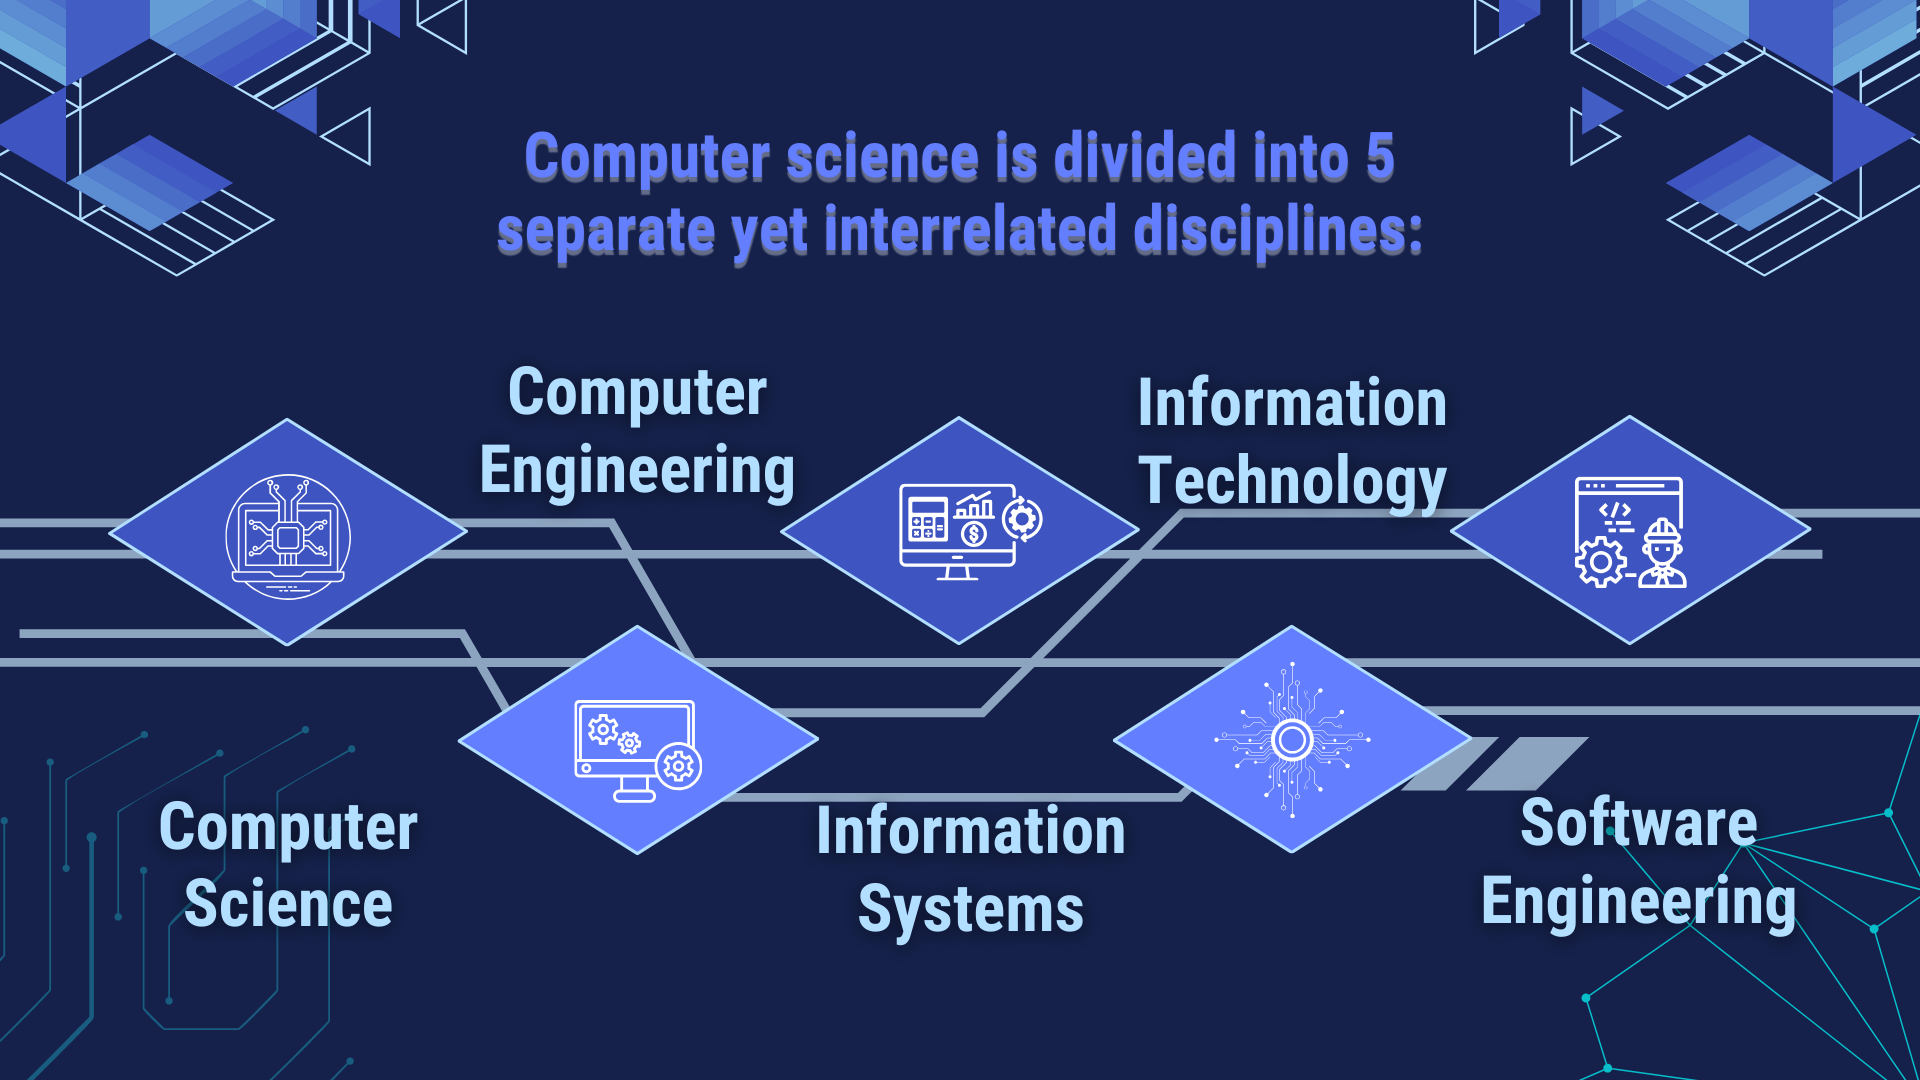 Computer science is divided into 5
separate yet interrelated disciplines:
Computer
Engineering
Information
Technology
Computer
Science
Information
Systems
Software
Engineering